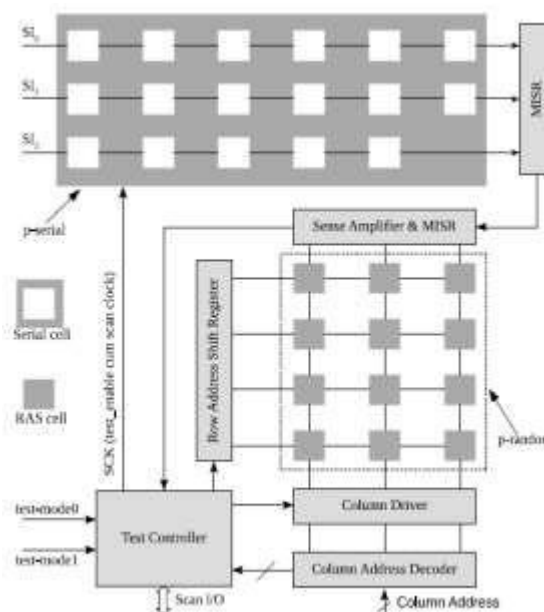 SI0
SI1
SI2
MISR
p-serial
Sense Amplifier & MISR
Serial cell
RAS cell
SCK (test_enable cum scan clock)
Row Address Shift Register
p-random
test-mode0
test-mode1
Test Controller
Column Driver
Column Address Decoder
Scan I/O
Column Address